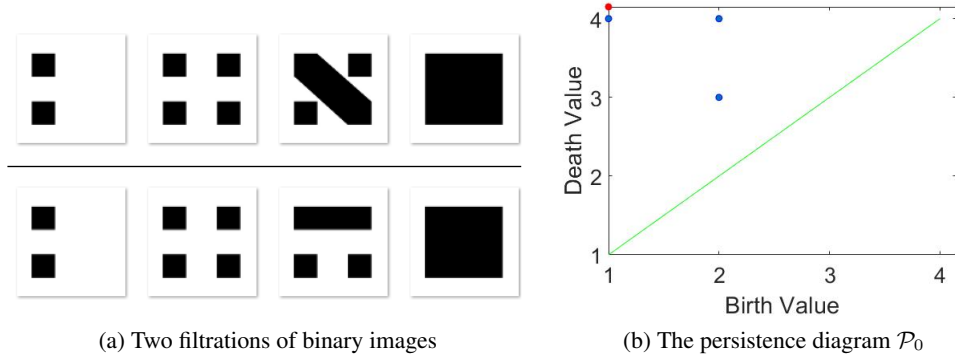 4
3
2
1
Death Value
1 2 3 4
Birth Value
(a) Two filtrations of binary images
(b) The persistence diagram 𝒫₀